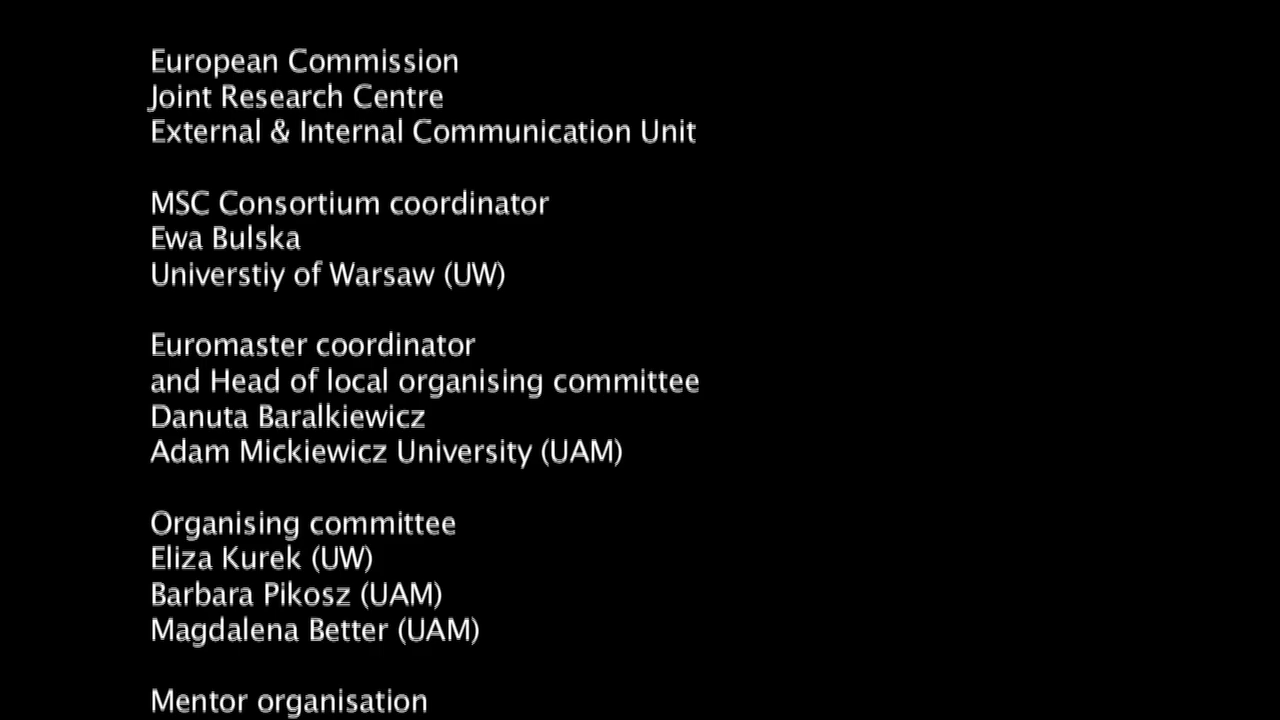 European Commission
Joint Research Centre
External & Internal Communication Unit
MSC Consortium coordinator
Ewa Bulska
Universtiy of Warsaw (UW)
Euromaster coordinator
and Head of local organising committee
Danuta Baralkiewicz
Adam Mickiewicz University (UAM)
Organising committee
Eliza Kurek (UW)
Barbara Pikosz (UAM)
Magdalena Better (UAM)
Mentor organisation